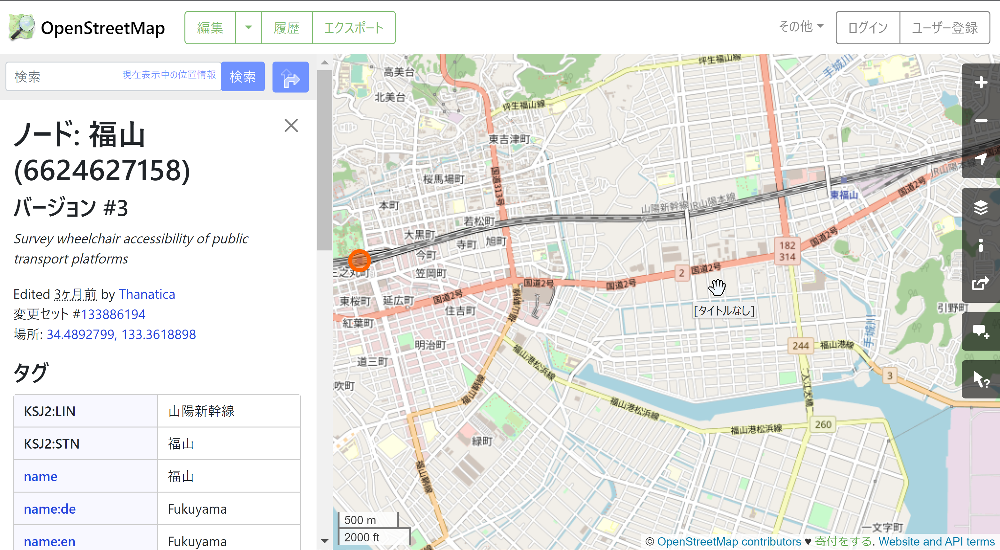 OpenStreetMap
編集
履歴
エクスポート
その他
ログイン
ユーザー登録
検索
現在表示中の位置情報
検索
ノード: 福山
(6624627158)
バージョン #3
Survey wheelchair accessibility of public
transport platforms
Edited 3ヶ月前 by Thanatica
変更セット #133886194
場所: 34.4892799, 133.3618898
タグ
KSJ2:LIN 山陽新幹線
KSJ2:STN 福山
name 福山
name:de Fukuyama
name:en Fukuyama
坪生福山線
手城川
高美台
北美台
坪生福山線
東吉津町
国道313号
桜馬場町
本町
若松町
大黒町
寺町
旭町
今町
三之丸町
笠岡町
山陽新幹線
JR山陽本線
JR山陽本線
東福山
国道2号
国道2号
182
314
2
国道2号
国道2号
国道2号
国道2号
東桜町
延広町
住吉町
紅葉町
[タイトルなし]
引野町
手城川
明治町
道三町
吹町
福山港松浜線
244
福山港線
3
入江大橋
福山港松浜線
260
福山港松浜線
緑町
一文字町
500 m
2000 ft
© OpenStreetMap contributors ♥ 寄付をする. Website and API terms